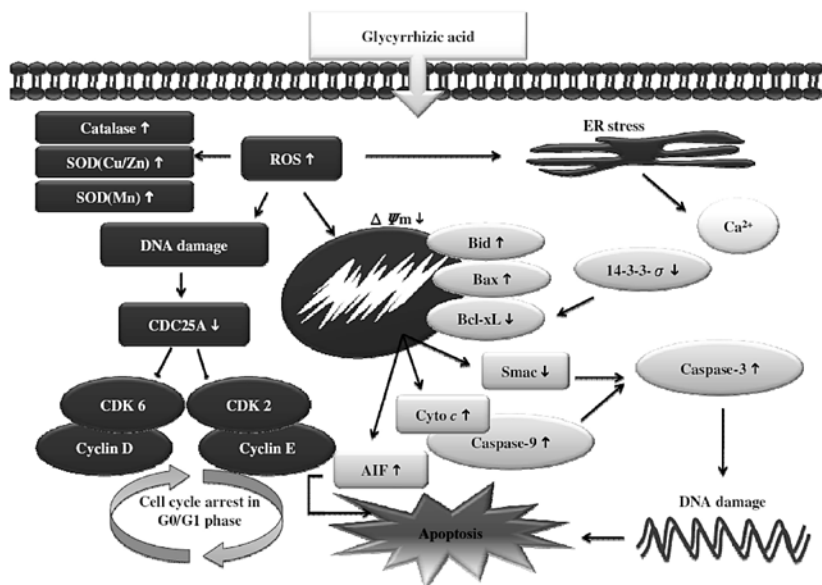 Glycyrrhizic acid
Catalase ↑
SOD(Cu/Zn) ↑
SOD(Mn) ↑
ROS ↑
ER stress
Ca²⁺
Δ Ψm ↓
DNA damage
Bid ↑
Bax ↑
Bcl-xL ↓
14-3-3- σ ↓
CDC25A ↓
Smac ↓
Caspase-3 ↑
CDK 6
CDK 2
Cyto c ↑
Cyclin D
Cyclin E
Caspase-9 ↑
AIF ↑
Cell cycle arrest in
G0/G1 phase
DNA damage
Apoptosis